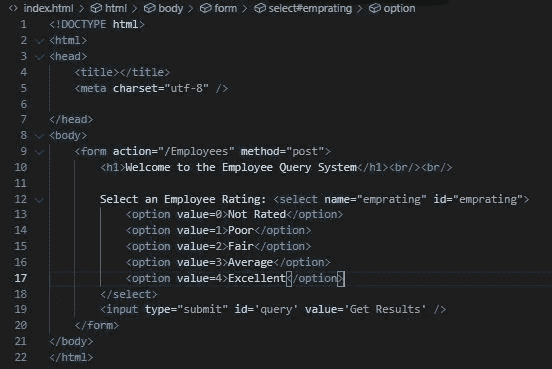 index.html > html > body > form > select#emprating > option
1 <!DOCTYPE html>
2 <html>
3 <head>
4     <title></title>
5     <meta charset="utf-8" />
6
7 </head>
8 <body>
9     <form action="/Employees" method="post">
10         <h1>Welcome to the Employee Query System</h1><br/><br/>
11
12         Select an Employee Rating: <select name="emprating" id="emprating">
13             <option value=0>Not Rated</option>
14             <option value=1>Poor</option>
15             <option value=2>Fair</option>
16             <option value=3>Average</option>
17             <option value=4>Excellent</option>
18         </select>
19         <input type="submit" id='query' value='Get Results' />
20     </form>
21 </body>
22 </html>